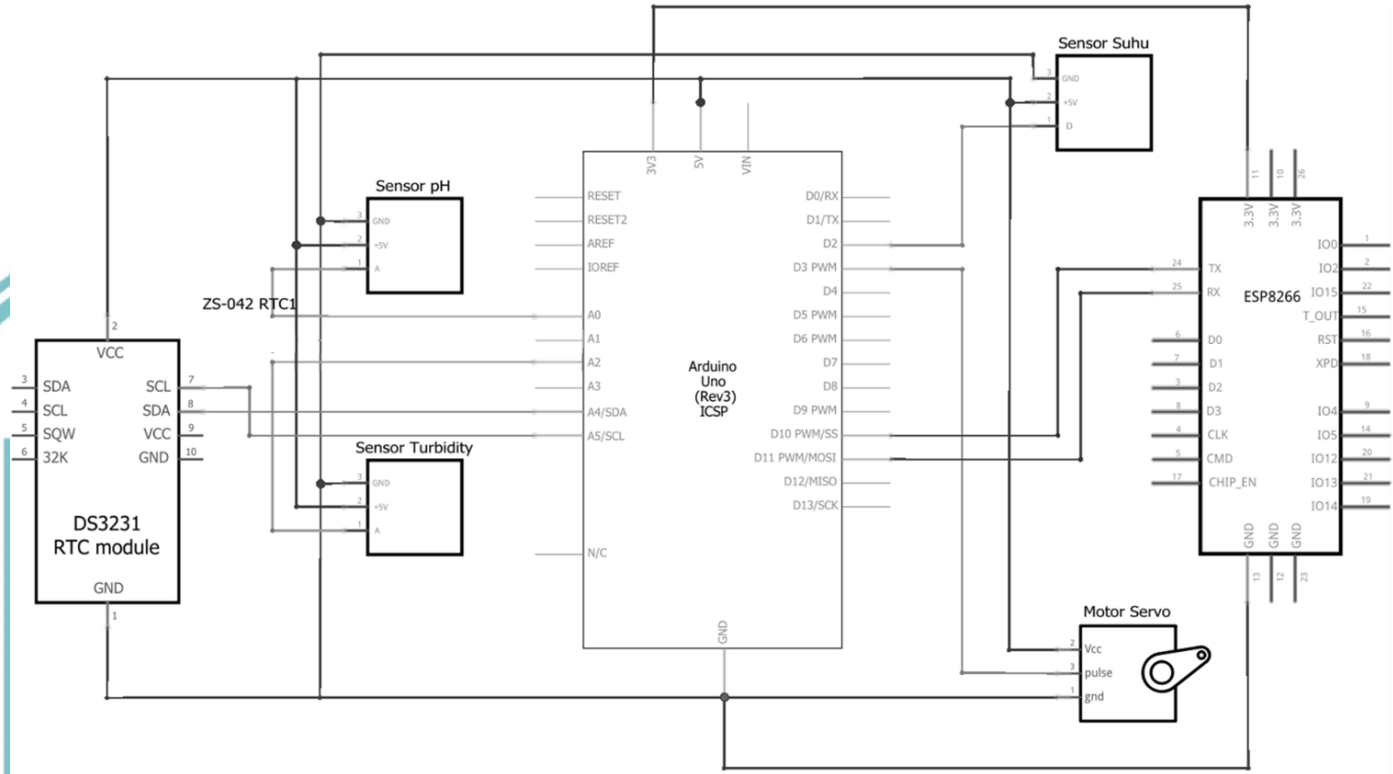 Sensor Suhu
3 GND
2 +5V
1 D
3V3
5V
VIN
Sensor pH
3 GND
2 +5V
1 A
ZS-042 RTC1
RESET
RESET2
AREF
IOREF
A0
A1
A2
A3
A4/SDA
A5/SCL
N/C
D0/RX
D1/TX
D2
D3 PWM
D4
D5 PWM
D6 PWM
D7
D8
D9 PWM
D10 PWM/SS
D11 PWM/MOSI
D12/MISO
D13/SCK
GND
Arduino
Uno
(Rev3)
ICSP
2
VCC
3 SDA
4 SCL
5 SQW
6 32K
SCL 7
SDA 8
VCC 9
GND 10
DS3231
RTC module
GND
1
Sensor Turbidity
3 GND
2 +5V
1 A
11 10 26
3.3V 3.3V 3.3V
24 TX
25 RX
6 D0
7 D1
3 D2
8 D3
4 CLK
5 CMD
17 CHIP_EN
ESP8266
IO0 1
IO2 2
IO15 22
T_OUT 15
RST 16
XPD 18
IO4 9
IO5 14
IO12 20
IO13 21
IO14 19
GND GND GND
13 12 23
Motor Servo
2 Vcc
3 pulse
1 gnd